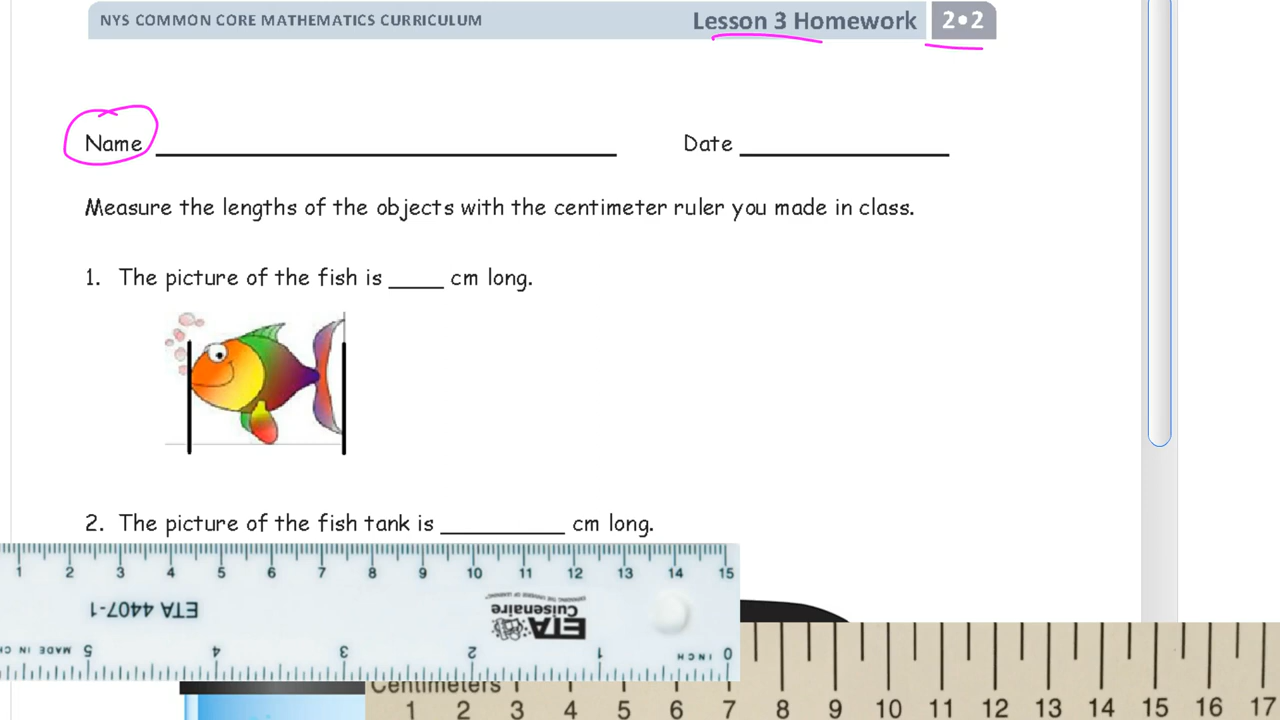 NYS COMMON CORE MATHEMATICS CURRICULUM Lesson 3 Homework 2•2
Name Date
Measure the lengths of the objects with the centimeter ruler you made in class.
1. The picture of the fish is ____ cm long.
2. The picture of the fish tank is _________ cm long.
1 2 3 4 5 6 7 8 9 10 11 12 13 14 15
ETA 4407-1
ETA Cuisenaire
MADE IN 5 4 3 2 1 0 INCH
Centimeters
1 2 3 4 5 6 7 8 9 10 11 12 13 14 15 16 17